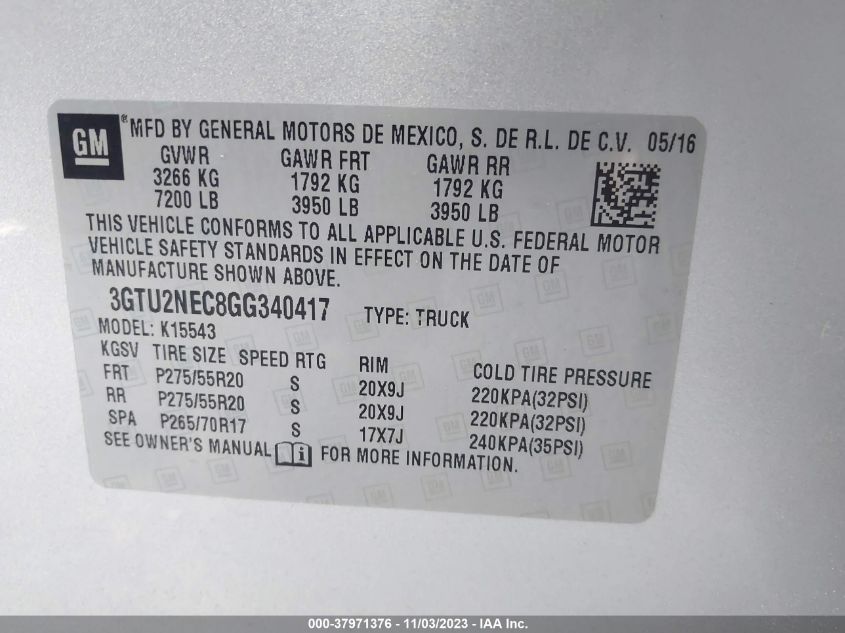 GM ® MFD BY GENERAL MOTORS DE MEXICO, S. DE R.L. DE C.V. 05/16
GVWR GAWR FRT GAWR RR
3266 KG 1792 KG 1792 KG
7200 LB 3950 LB 3950 LB
THIS VEHICLE CONFORMS TO ALL APPLICABLE U.S. FEDERAL MOTOR
VEHICLE SAFETY STANDARDS IN EFFECT ON THE DATE OF
MANUFACTURE SHOWN ABOVE.
3GTU2NEC8GG340417 TYPE: TRUCK
MODEL: K15543
KGSV TIRE SIZE SPEED RTG RIM COLD TIRE PRESSURE
FRT P275/55R20 S 20X9J 220KPA(32PSI)
RR P275/55R20 S 20X9J 220KPA(32PSI)
SPA P265/70R17 S 17X7J 240KPA(35PSI)
SEE OWNER'S MANUAL i FOR MORE INFORMATION.
000-37971376 - 11/03/2023 - IAA Inc.